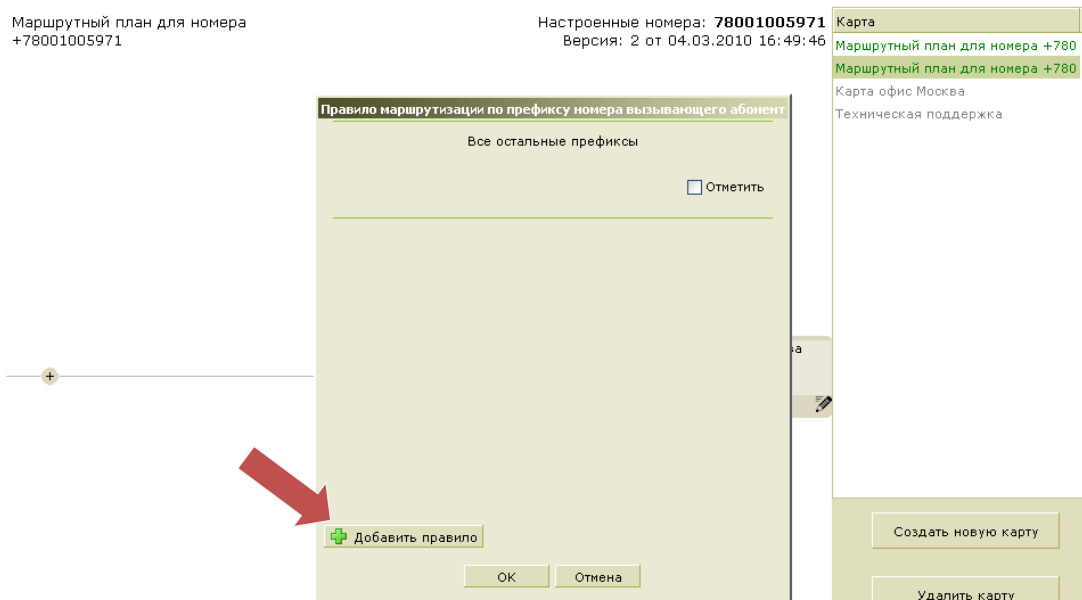 Маршрутный план для номера
+78001005971
Настроенные номера: 78001005971
Версия: 2 от 04.03.2010 16:49:46
Карта
Маршрутный план для номера +780
Маршрутный план для номера +780
Карта офис Москва
Техническая поддержка
Правило маршрутизации по префиксу номера вызывающего абонент
Все остальные префиксы
Отметить
ва
Добавить правило
OK
Отмена
Создать новую карту
Удалить карту